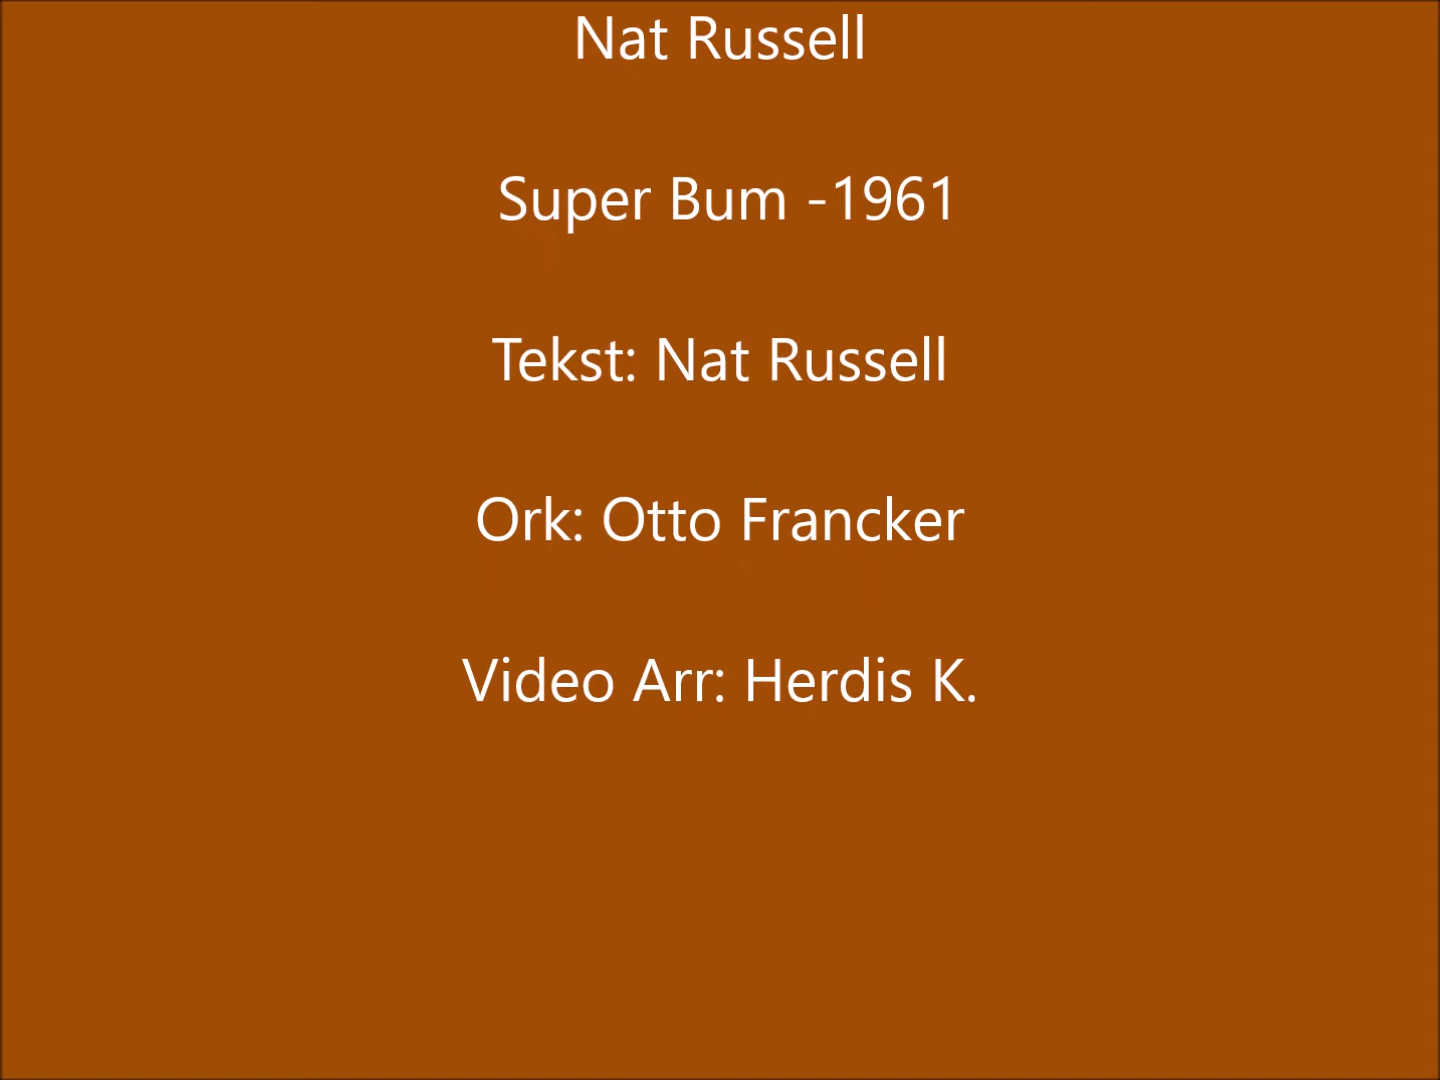 Nat Russell
Super Bum -1961
Tekst: Nat Russell
Ork: Otto Francker
Video Arr: Herdis K.